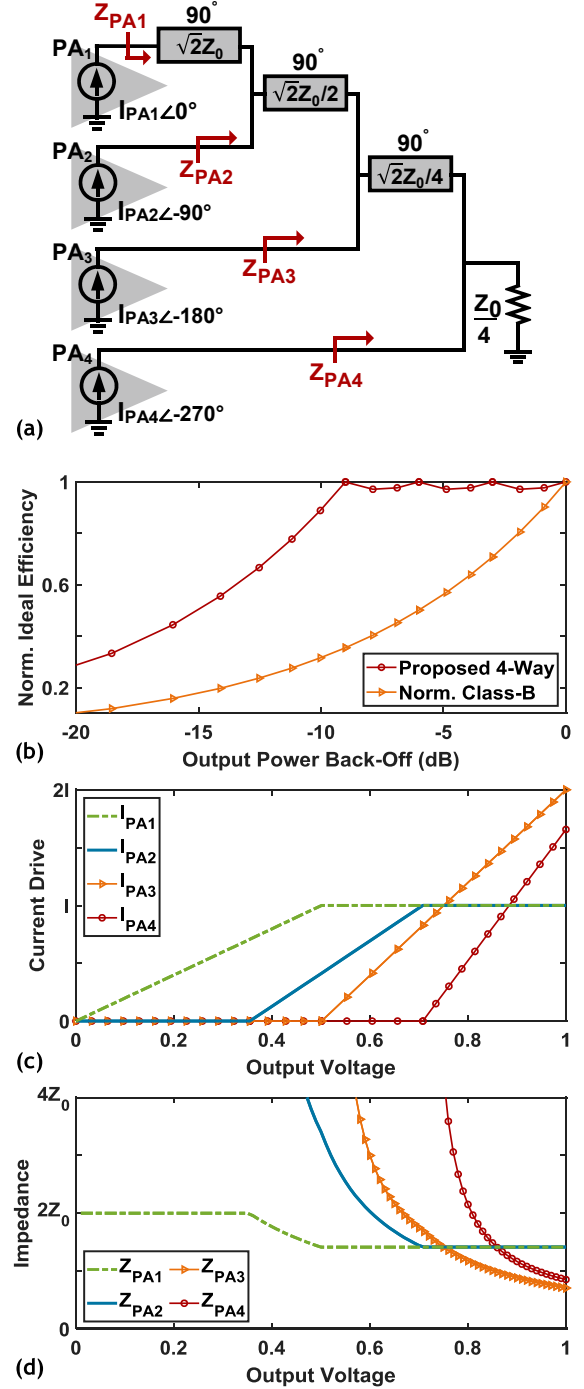 Z_PA1
90°
PA₁
√2Z₀
90°
I_PA1∠0°
√2Z₀/2
PA₂
90°
Z_PA2
√2Z₀/4
I_PA2∠-90°
PA₃
Z_PA3
I_PA3∠-180°
Z₀/4
PA₄
Z_PA4
I_PA4∠-270°
(a)
1
0.6
0.2
Norm. Ideal Efficiency
Proposed 4-Way
Norm. Class-B
-20 -15 -10 -5 0
(b)
Output Power Back-Off (dB)
2I
I
0
Current Drive
I_PA1
I_PA2
I_PA3
I_PA4
0 0.2 0.4 0.6 0.8 1
(c)
Output Voltage
4Z₀
2Z₀
0
Impedance
Z_PA1 Z_PA3
Z_PA2 Z_PA4
0 0.2 0.4 0.6 0.8 1
(d)
Output Voltage